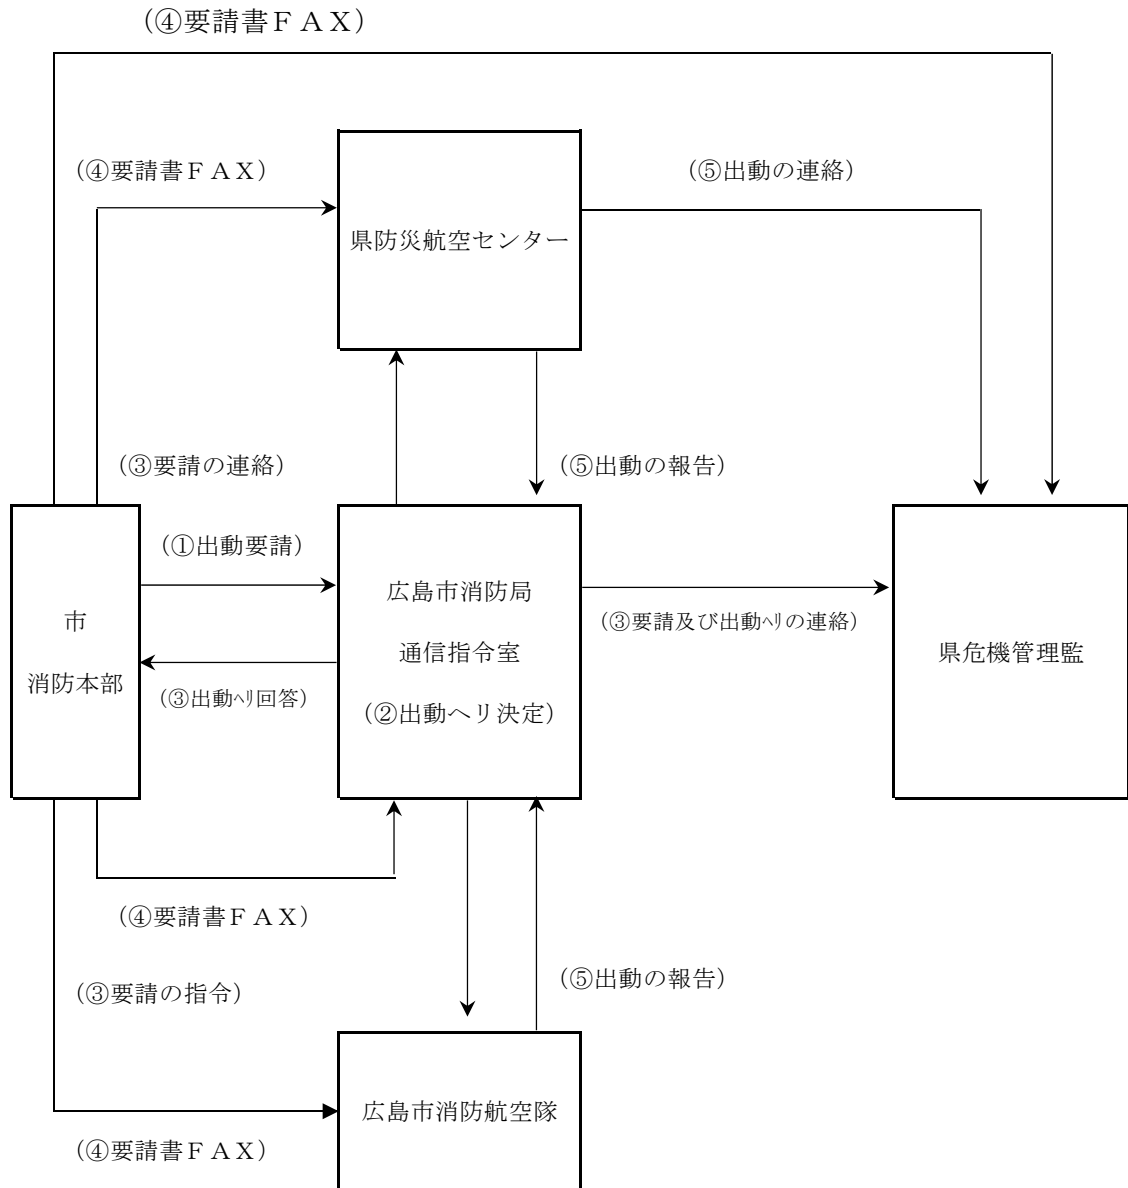 （④要請書ＦＡＸ）
（④要請書ＦＡＸ）
（⑤出動の連絡）
県防災航空センター
（③要請の連絡）
（⑤出動の報告）
（①出動要請）
市
消防本部
（③出動ﾍﾘ回答）
広島市消防局
通信指令室
（②出動ヘリ決定）
（③要請及び出動ﾍﾘの連絡）
県危機管理監
（④要請書ＦＡＸ）
（③要請の指令）
（⑤出動の報告）
広島市消防航空隊
（④要請書ＦＡＸ）